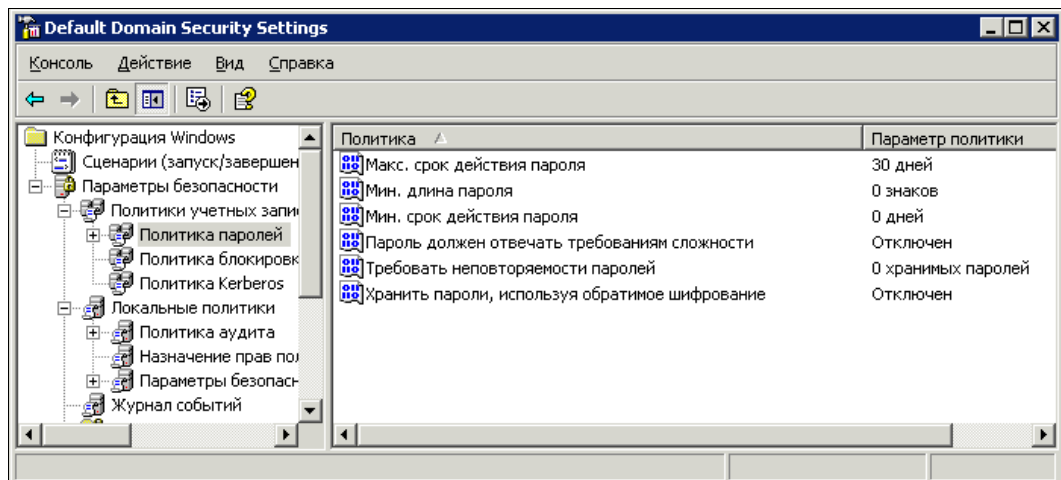 Default Domain Security Settings
Консоль Действие Вид Справка
Конфигурация Windows
Сценарии (запуск/завершен
Параметры безопасности
Политики учетных запи
Политика паролей
Политика блокировк
Политика Kerberos
Локальные политики
Политика аудита
Назначение прав пол
Параметры безопасн
Журнал событий
Политика Параметр политики
Макс. срок действия пароля 30 дней
Мин. длина пароля 0 знаков
Мин. срок действия пароля 0 дней
Пароль должен отвечать требованиям сложности Отключен
Требовать неповторяемости паролей 0 хранимых паролей
Хранить пароли, используя обратимое шифрование Отключен